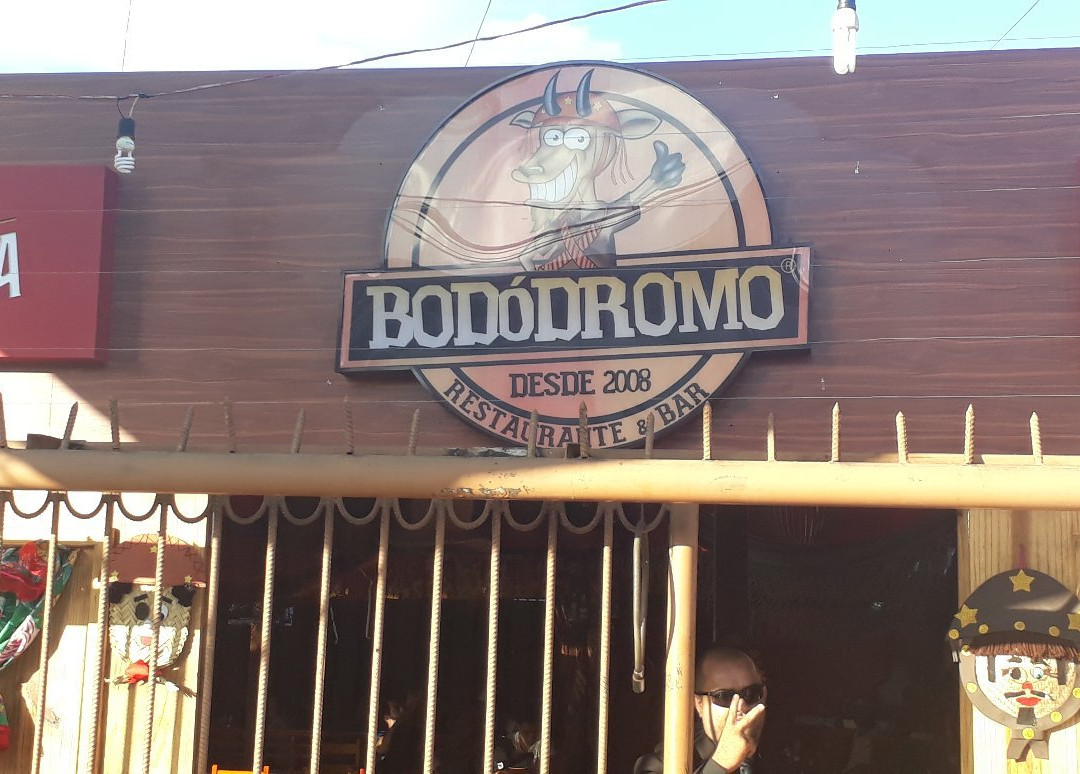 A
BODóDROMO ®
DESDE 2008
RESTAURANTE & BAR